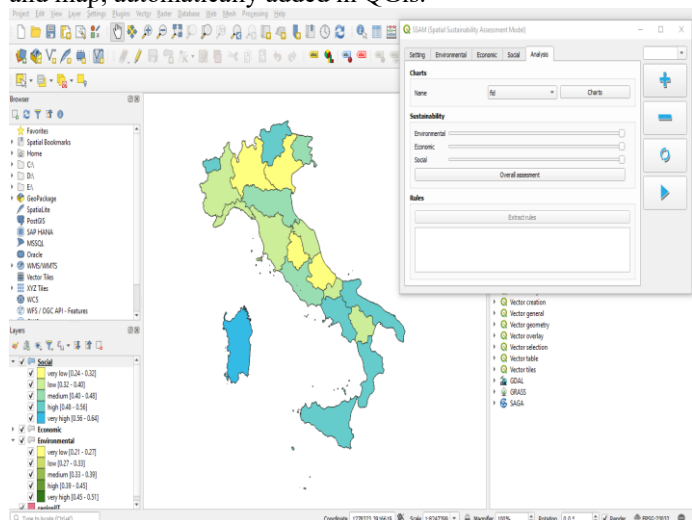 and map, automatically added in QGIS.
Project Edit View Layer Settings Plugins Vector Raster Database Web Mesh Processing Help
SSAM (Spatial Sustainability Assessment Model)
Setting Environmental Economic Social Analysis
Charts
Name fid Charts
Sustainability
Environmental
Economic
Social
Overall assessment
Rules
Extract rules
Browser
Favorites
Spatial Bookmarks
Home
C:\
D:\
E:\
GeoPackage
SpatiaLite
PostGIS
SAP HANA
MSSQL
Oracle
WMS/WMTS
Vector Tiles
XYZ Tiles
WCS
WFS / OGC API - Features
Layers
Social
very low [0.24 - 0.32]
low [0.32 - 0.40]
medium [0.40 - 0.48]
high [0.48 - 0.56]
very high [0.56 - 0.64]
Economic
Environmental
very low [0.21 - 0.27]
low [0.27 - 0.33]
medium [0.33 - 0.39]
high [0.39 - 0.45]
very high [0.45 - 0.51]
Vector creation
Vector general
Vector geometry
Vector overlay
Vector selection
Vector table
Vector tiles
GDAL
GRASS
SAGA
Type to locate (Ctrl+K) Coordinate Scale Magnifier 100% Rotation 0.0 ° Render